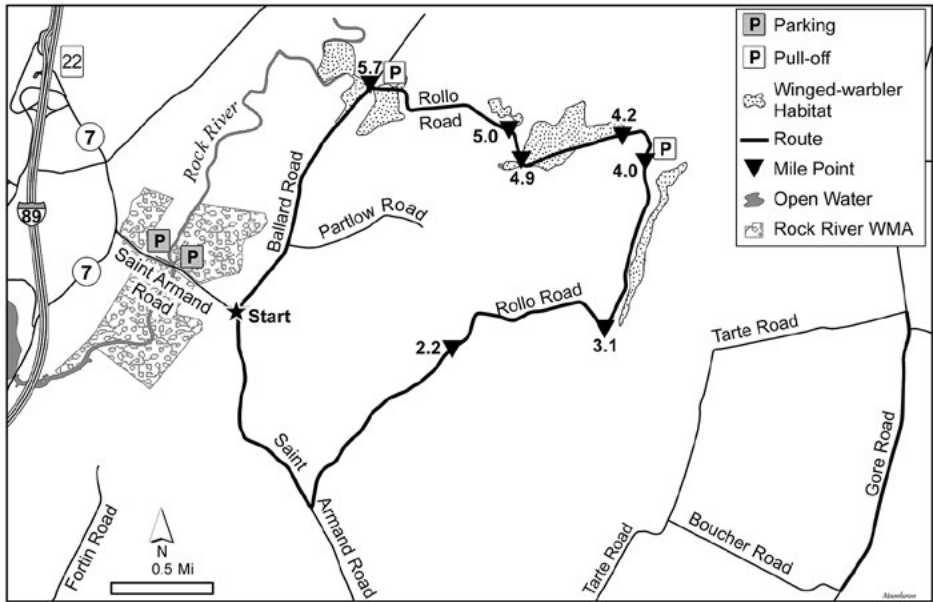 22
7
89
7
Rock River
P
P
Saint Armand
Road
Start
Ballard Road
Partlow Road
5.7
P
Rollo
Road
5.0
4.9
4.2
4.0
P
Rollo Road
3.1
2.2
Saint
Armand Road
Fortin Road
N
0.5 Mi
Tarte Road
Tarte Road
Boucher Road
Gore Road
P Parking
P Pull-off
Winged-warbler
Habitat
Route
Mile Point
Open Water
Rock River WMA